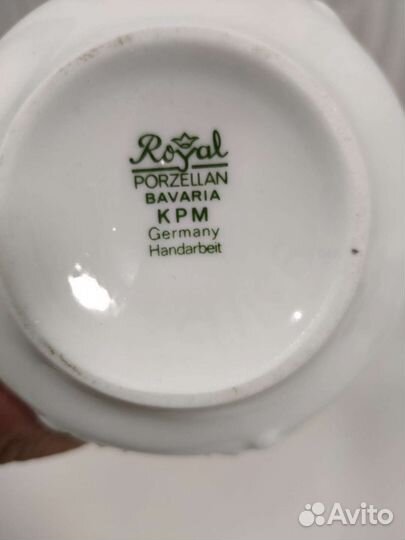 Royal
PORZELLAN
BAVARIA
KPM
Germany
Handarbeit
Avito